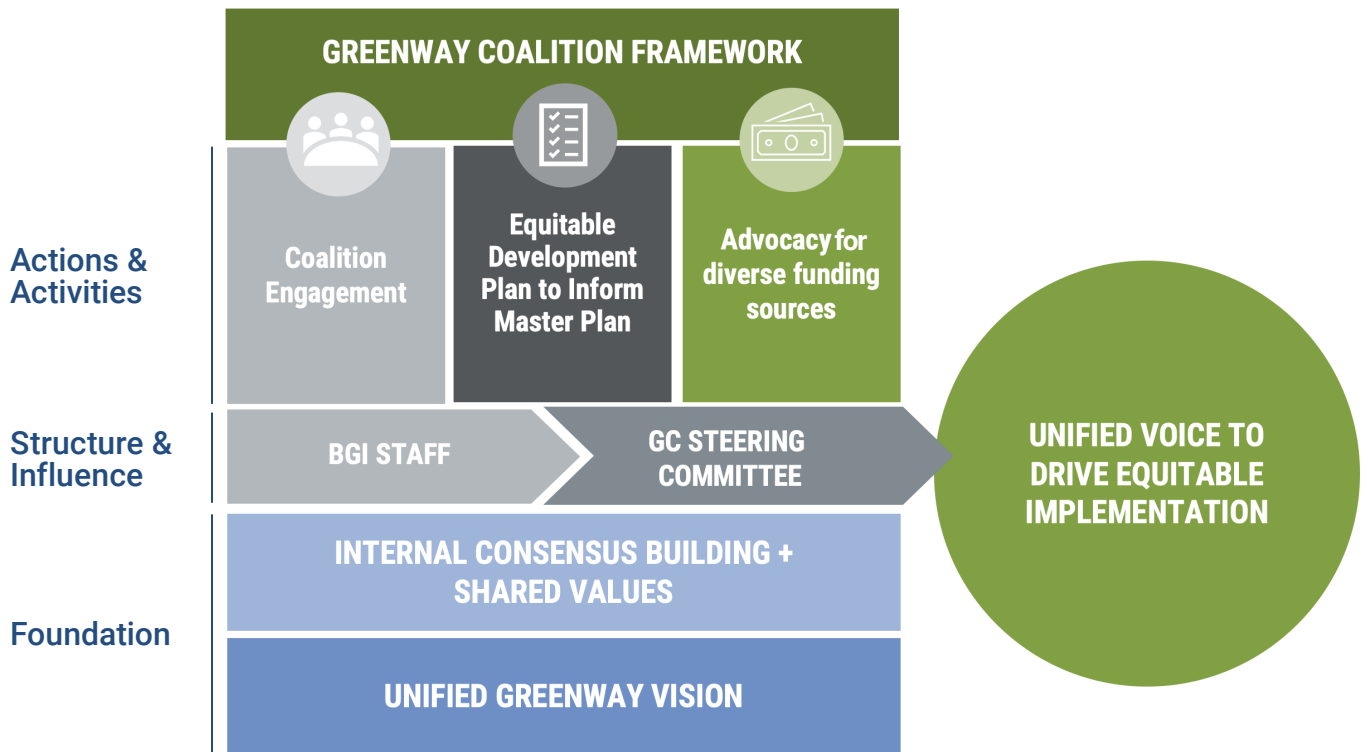 GREENWAY COALITION FRAMEWORK
Actions &
Activities
Coalition
Engagement
Equitable
Development
Plan to Inform
Master Plan
Advocacy for
diverse funding
sources
Structure &
Influence
BGI STAFF
GC STEERING
COMMITTEE
UNIFIED VOICE TO
DRIVE EQUITABLE
IMPLEMENTATION
Foundation
INTERNAL CONSENSUS BUILDING +
SHARED VALUES
UNIFIED GREENWAY VISION